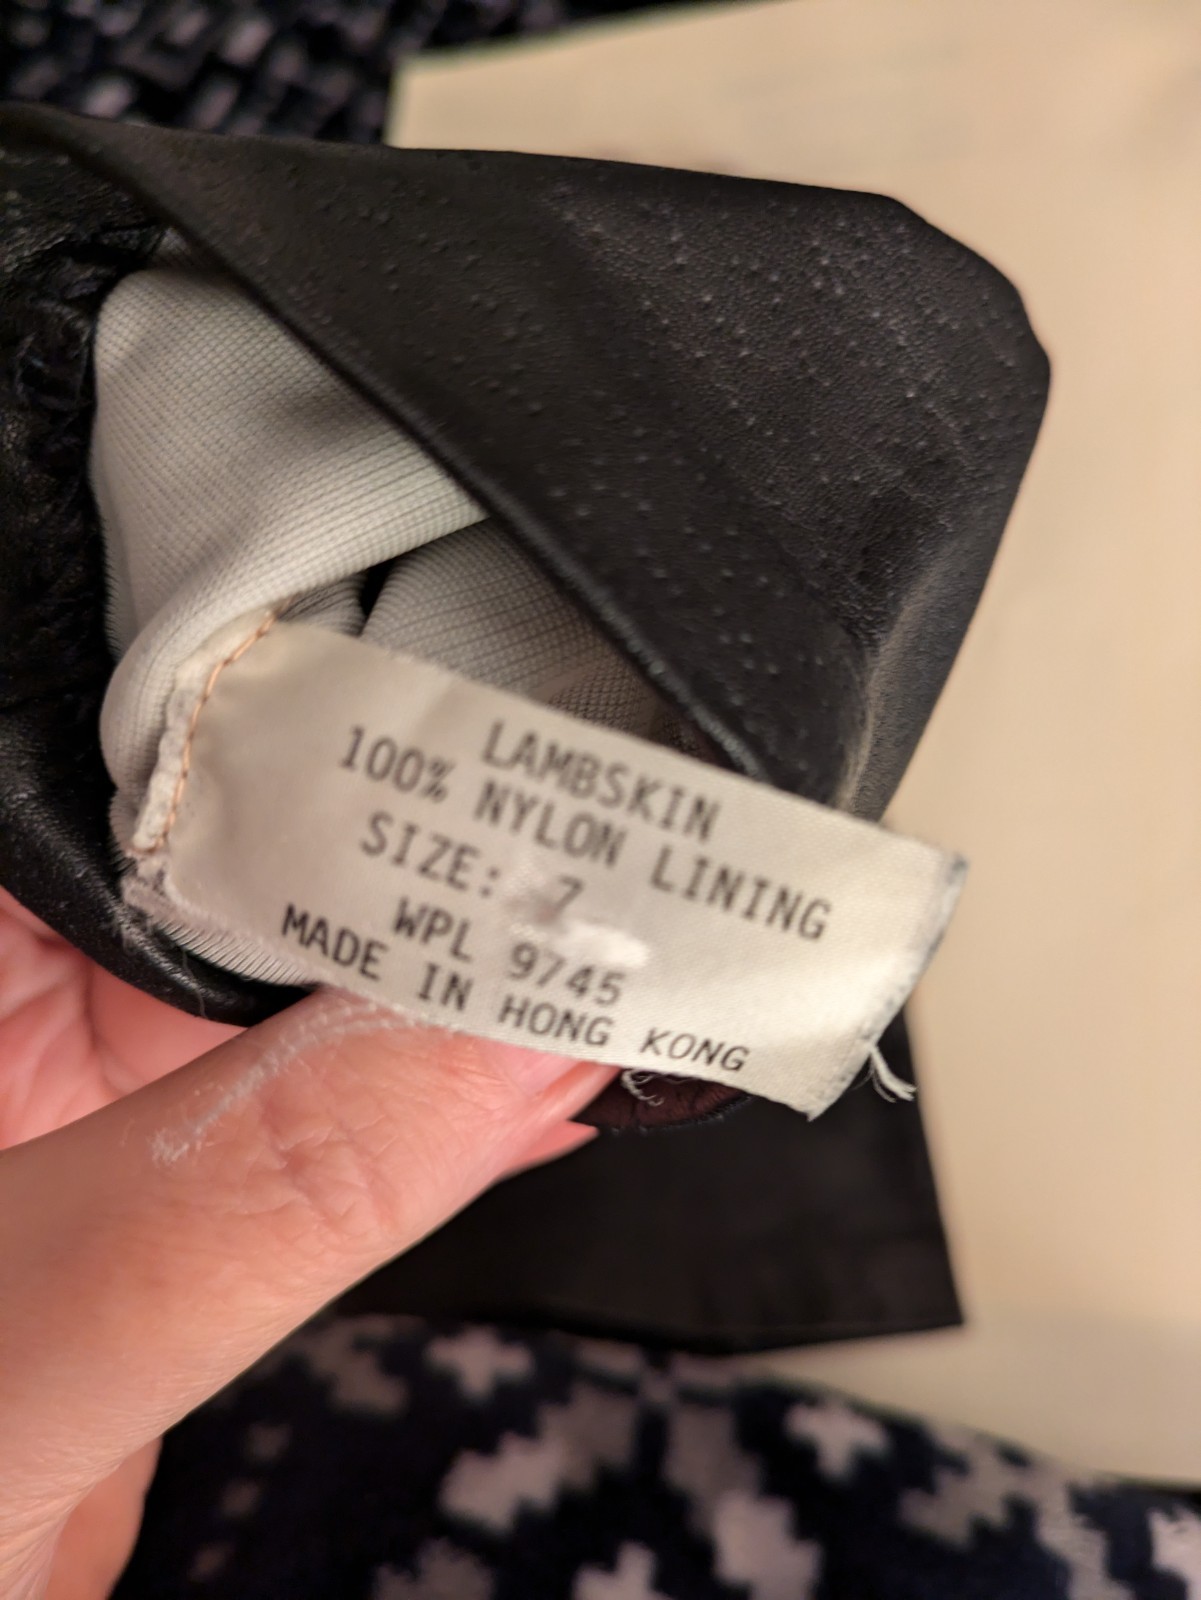 LAMBSKIN
100% NYLON LINING
SIZE: 7
WPL 9745
MADE IN HONG KONG